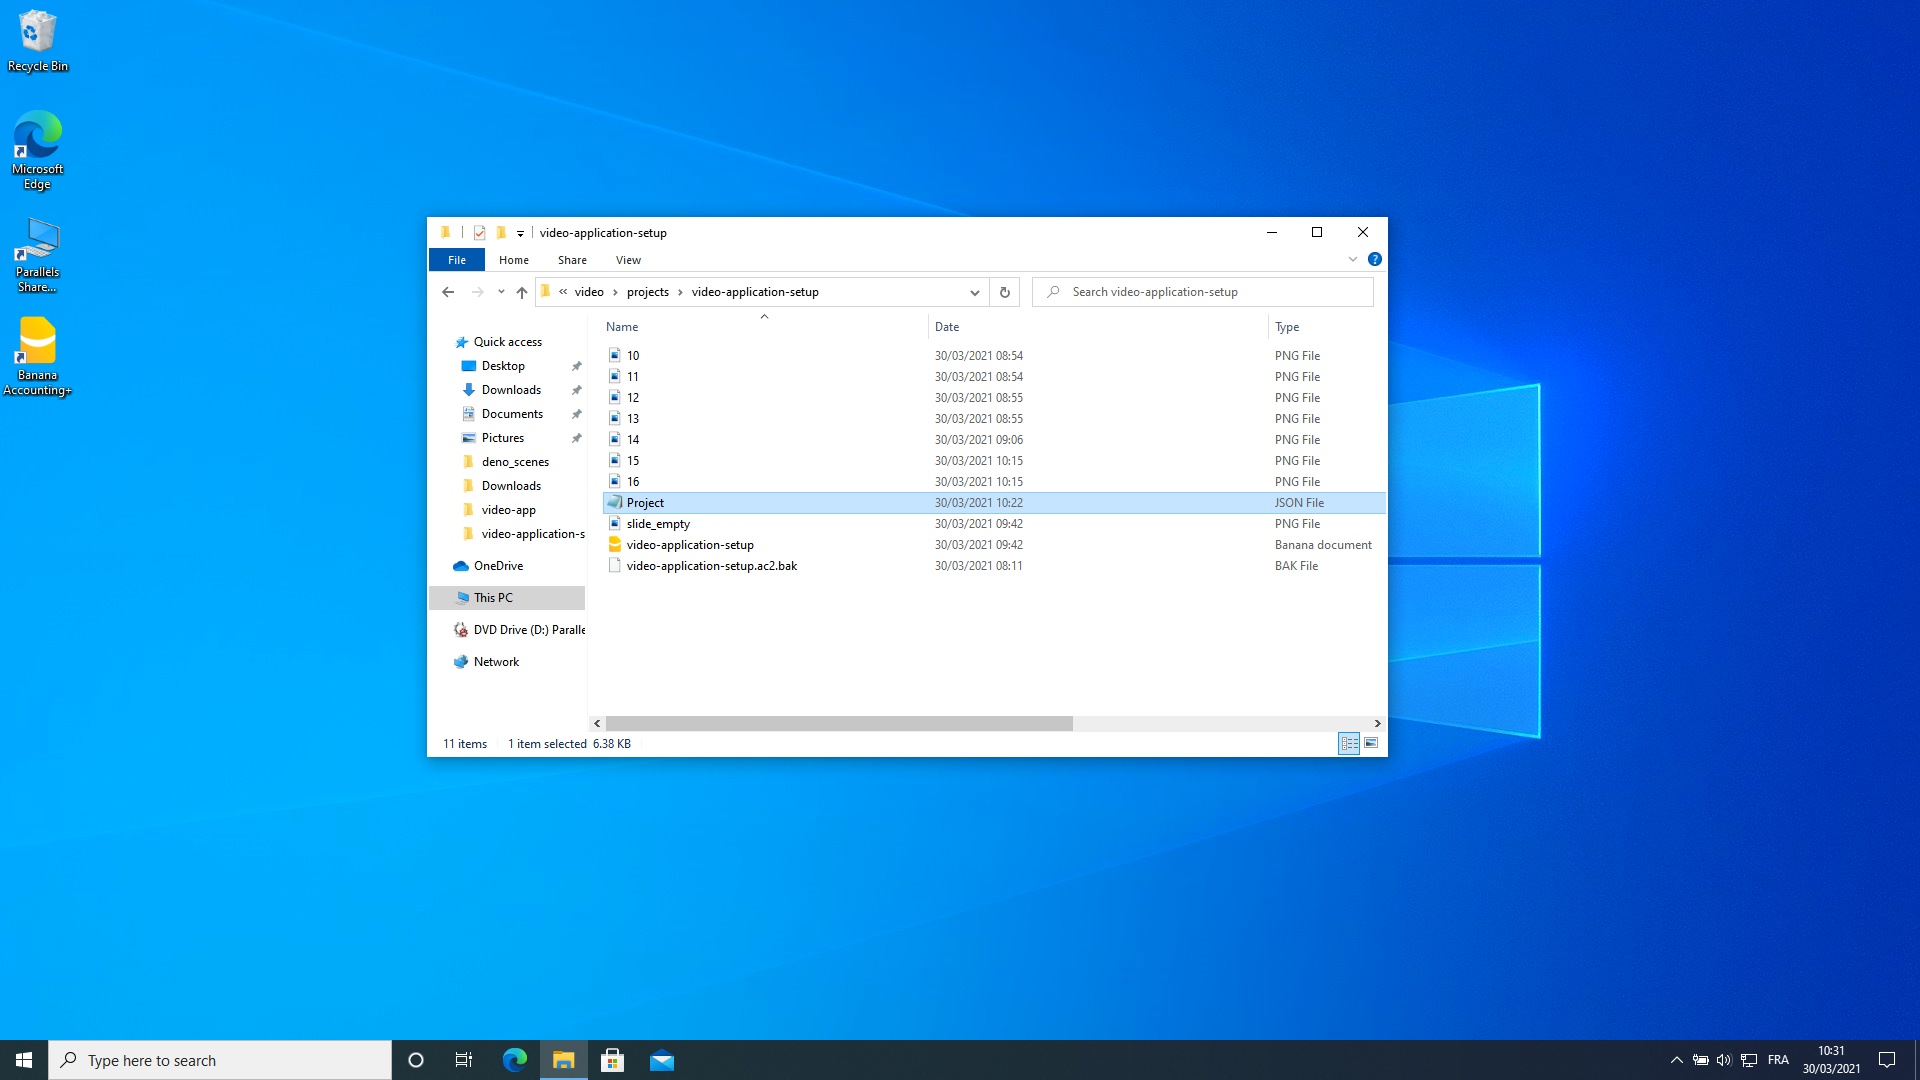 Recycle Bin
Microsoft
Edge
Parallels
Share...
Banana
Accounting+
video-application-setup
File
Home
Share
View
«
video
projects
video-application-setup
Search video-application-setup
Quick access
Desktop
Downloads
Documents
Pictures
deno_scenes
Downloads
video-app
video-application-s
OneDrive
This PC
DVD Drive (D:) Paralle
Network
Name Date Type
10 30/03/2021 08:54 PNG File
11 30/03/2021 08:54 PNG File
12 30/03/2021 08:55 PNG File
13 30/03/2021 08:55 PNG File
14 30/03/2021 09:06 PNG File
15 30/03/2021 10:15 PNG File
16 30/03/2021 10:15 PNG File
Project 30/03/2021 10:22 JSON File
slide_empty 30/03/2021 09:42 PNG File
video-application-setup 30/03/2021 09:42 Banana document
video-application-setup.ac2.bak 30/03/2021 08:11 BAK File
11 items 1 item selected 6.38 KB
Type here to search
FRA
10:31
30/03/2021